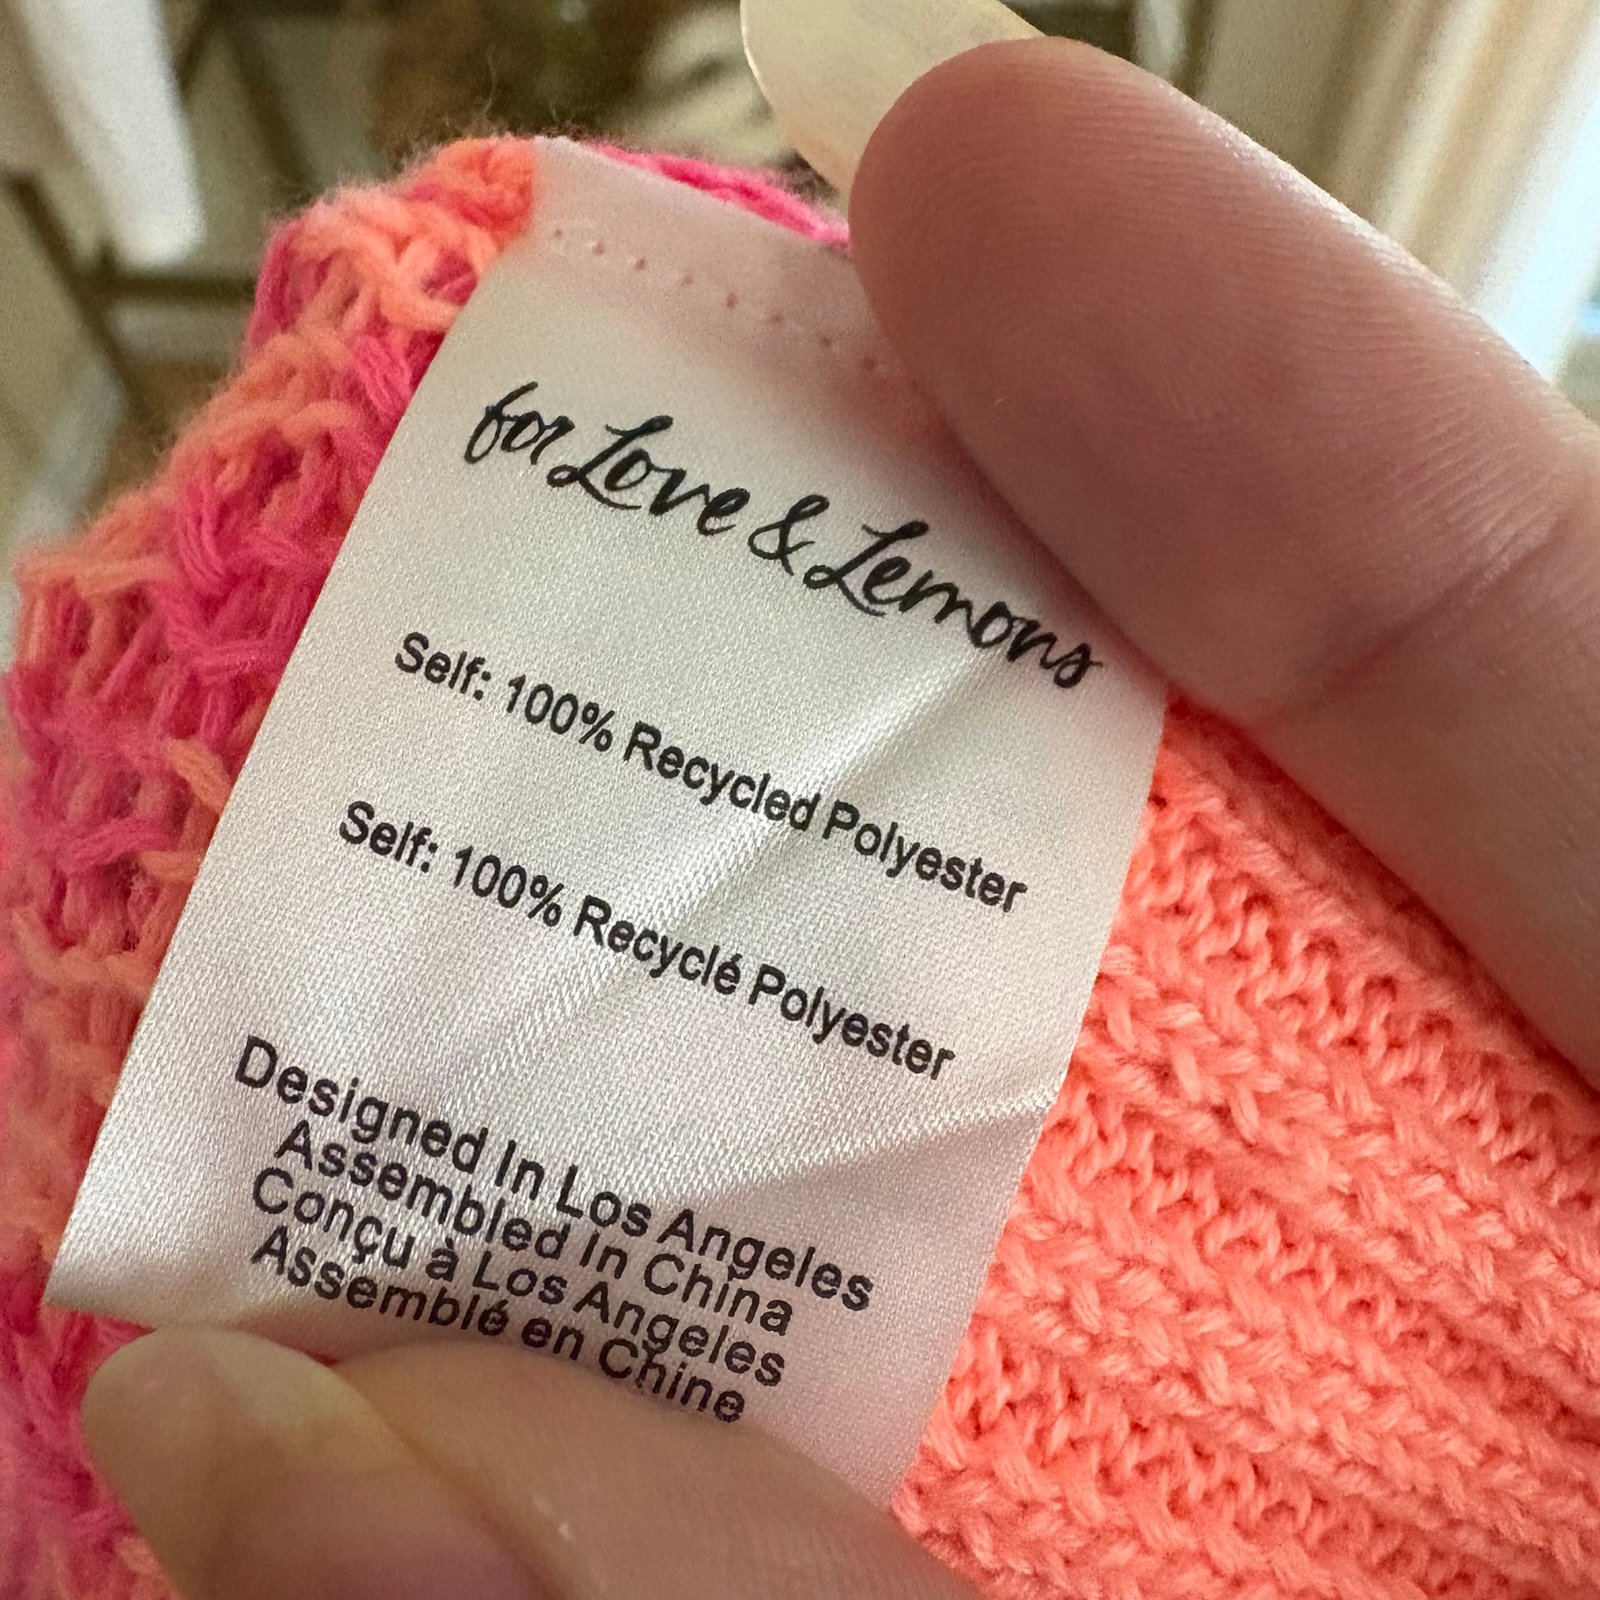 for Love & Lemons
Self: 100% Recycled Polyester
Self: 100% Recyclé Polyester
Designed In Los Angeles
Assembled In China
Conçu à Los Angeles
Assemblé en Chine